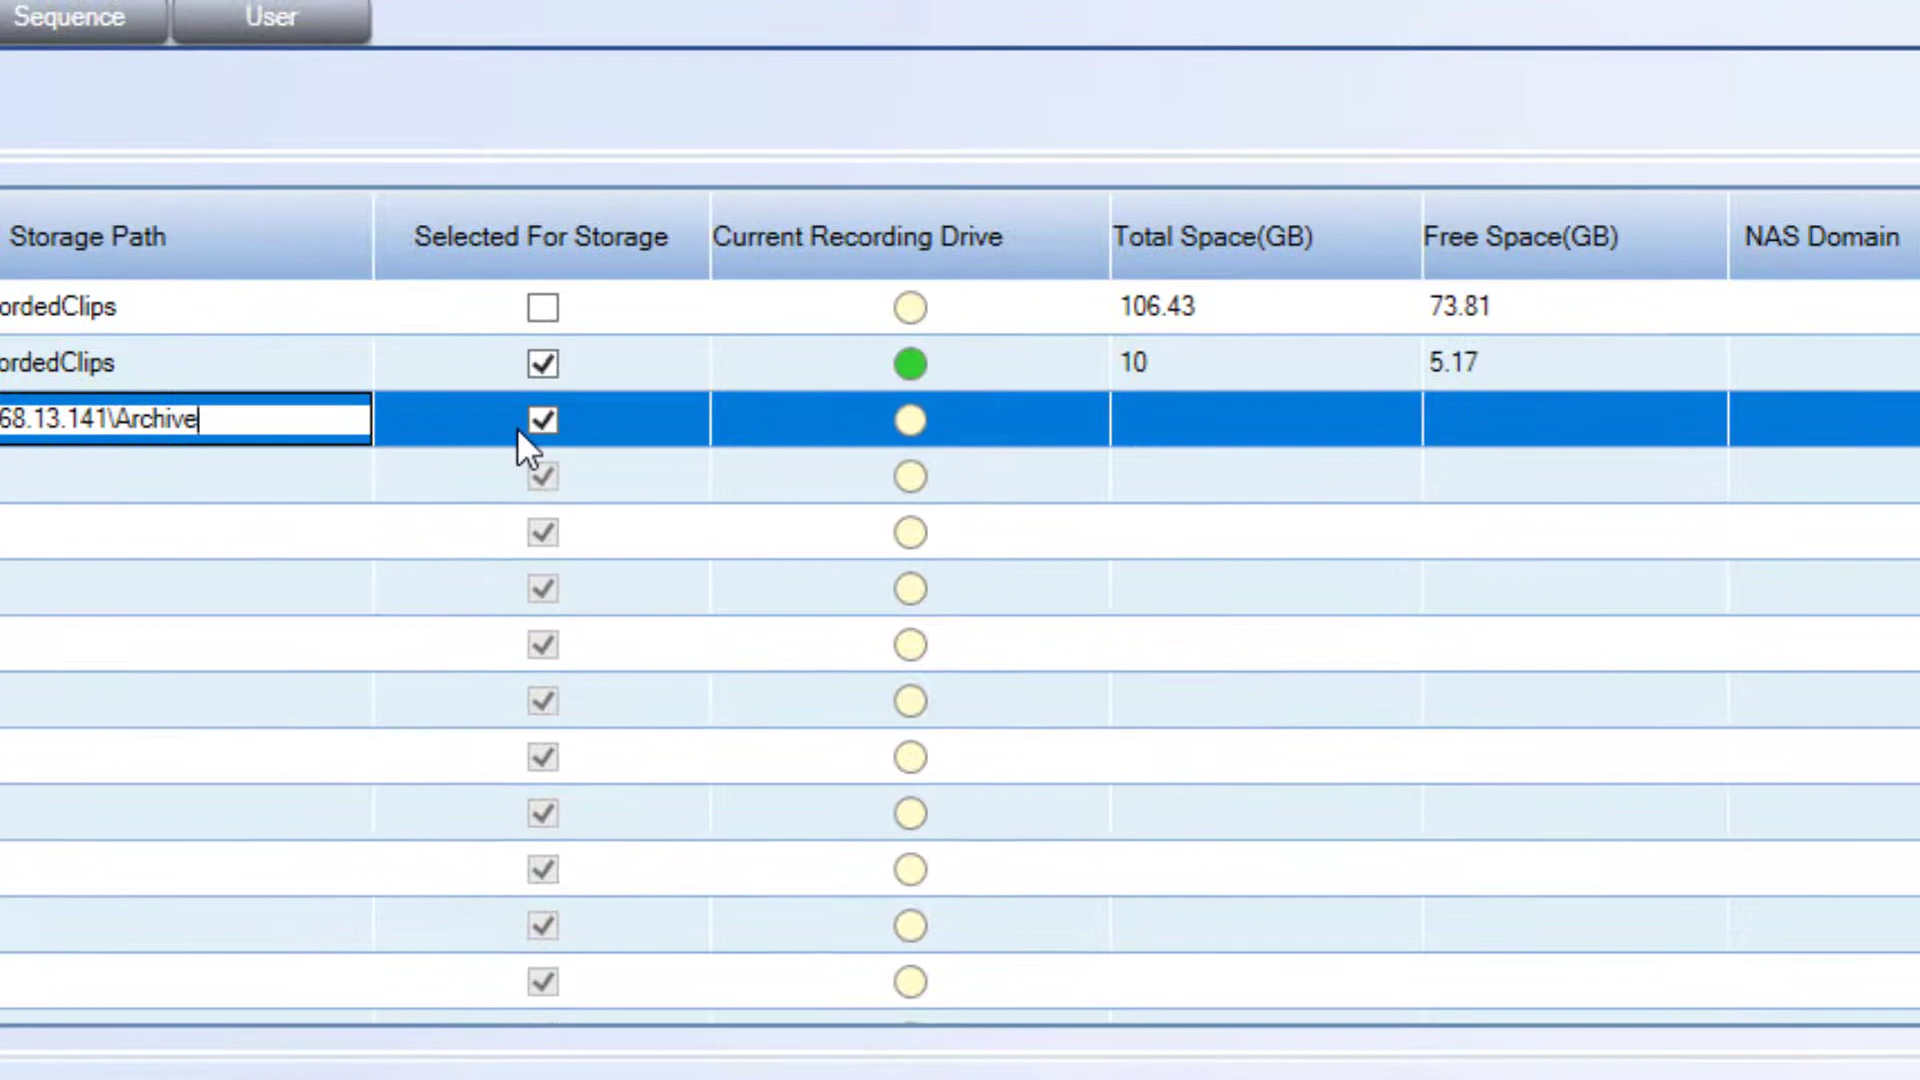 Sequence User
Storage Path Selected For Storage Current Recording Drive Total Space(GB) Free Space(GB) NAS Domain
ordedClips 106.43 73.81
ordedClips 10 5.17
68.13.141\Archive